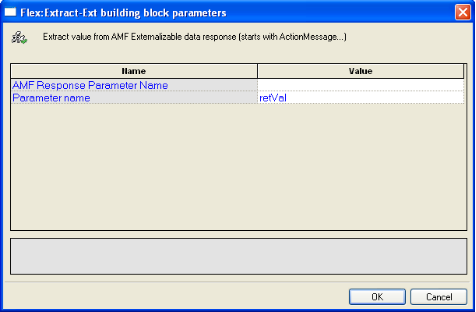 Flex:Extract-Ext building block parameters
Extract value from AMF Externalizable data response (starts with ActionMessage...)
Name Value
AMF Response Parameter Name
Parameter name retVal
OK Cancel